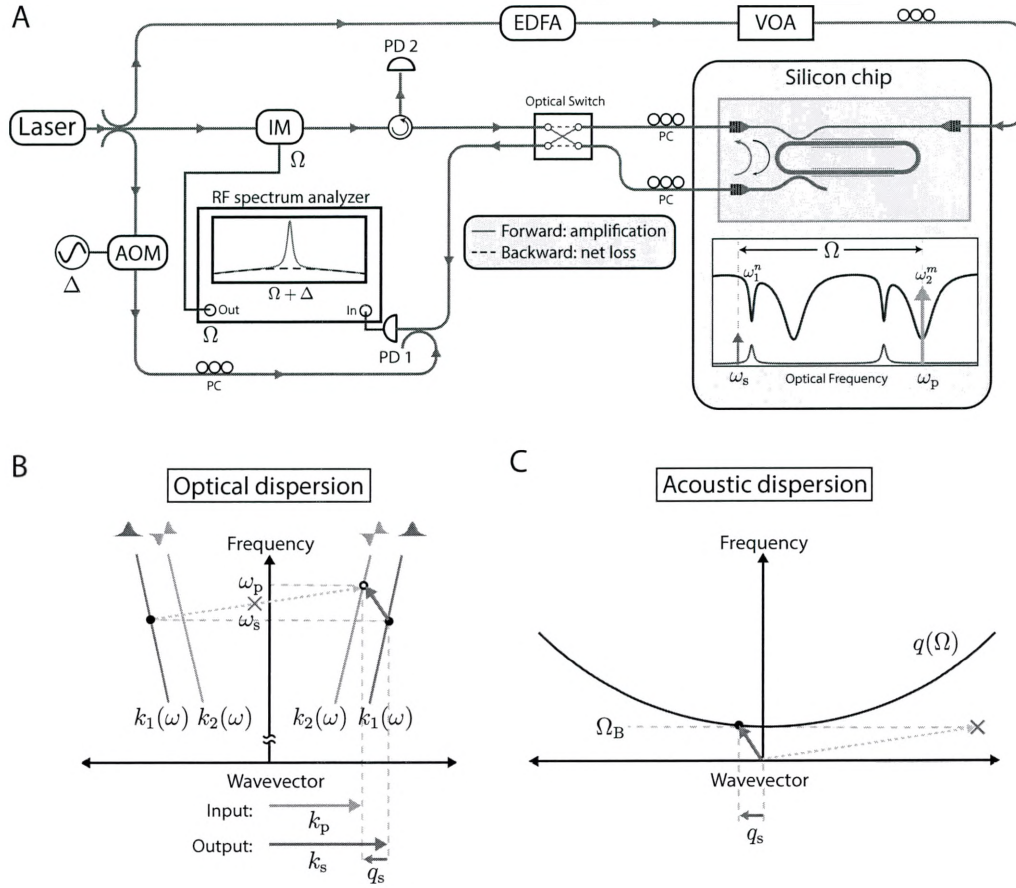 A
EDFA
VOA
PD 2
Silicon chip
Laser
IM
Optical Switch
PC
Ω
RF spectrum analyzer
PC
Forward: amplification
Backward: net loss
AOM
Δ
Ω + Δ
Out
In
Ω
PD 1
PC
Ω
ω₁ⁿ
ω₂ᵐ
ωₛ
Optical Frequency
ωₚ
B
Optical dispersion
Frequency
ωₚ
ωₛ
k₁(ω) k₂(ω) k₂(ω) k₁(ω)
Wavevector
Input:
kₚ
Output:
kₛ
qₛ
C
Acoustic dispersion
Frequency
q(Ω)
Ω_B
Wavevector
qₛ